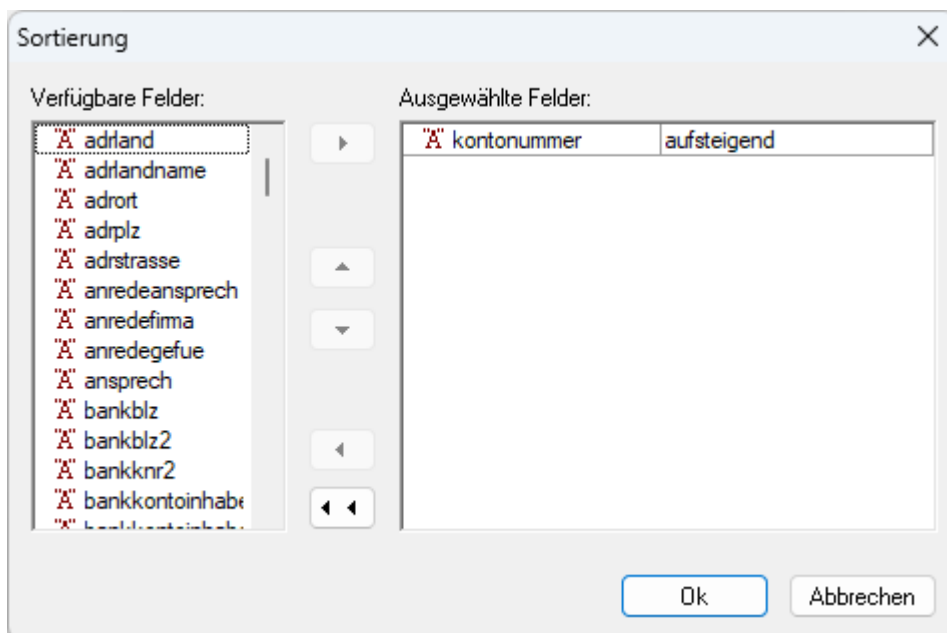 Sortierung
Verfügbare Felder:
Ausgewählte Felder:
"A" adrland
"A" adrlandname
"A" adrort
"A" adrplz
"A" adrstrasse
"A" anredeansprech
"A" anredefirma
"A" anredegefue
"A" ansprech
"A" bankblz
"A" bankblz2
"A" bankknr2
"A" bankkontoinhabe
"A" kontonummer aufsteigend
Ok
Abbrechen